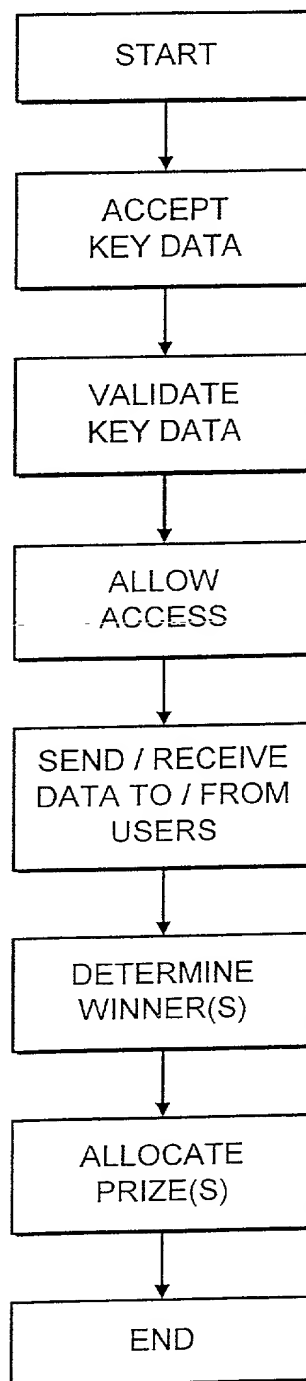 START
ACCEPT
KEY DATA
VALIDATE
KEY DATA
ALLOW
ACCESS
SEND / RECEIVE
DATA TO / FROM
USERS
DETERMINE
WINNER(S)
ALLOCATE
PRIZE(S)
END